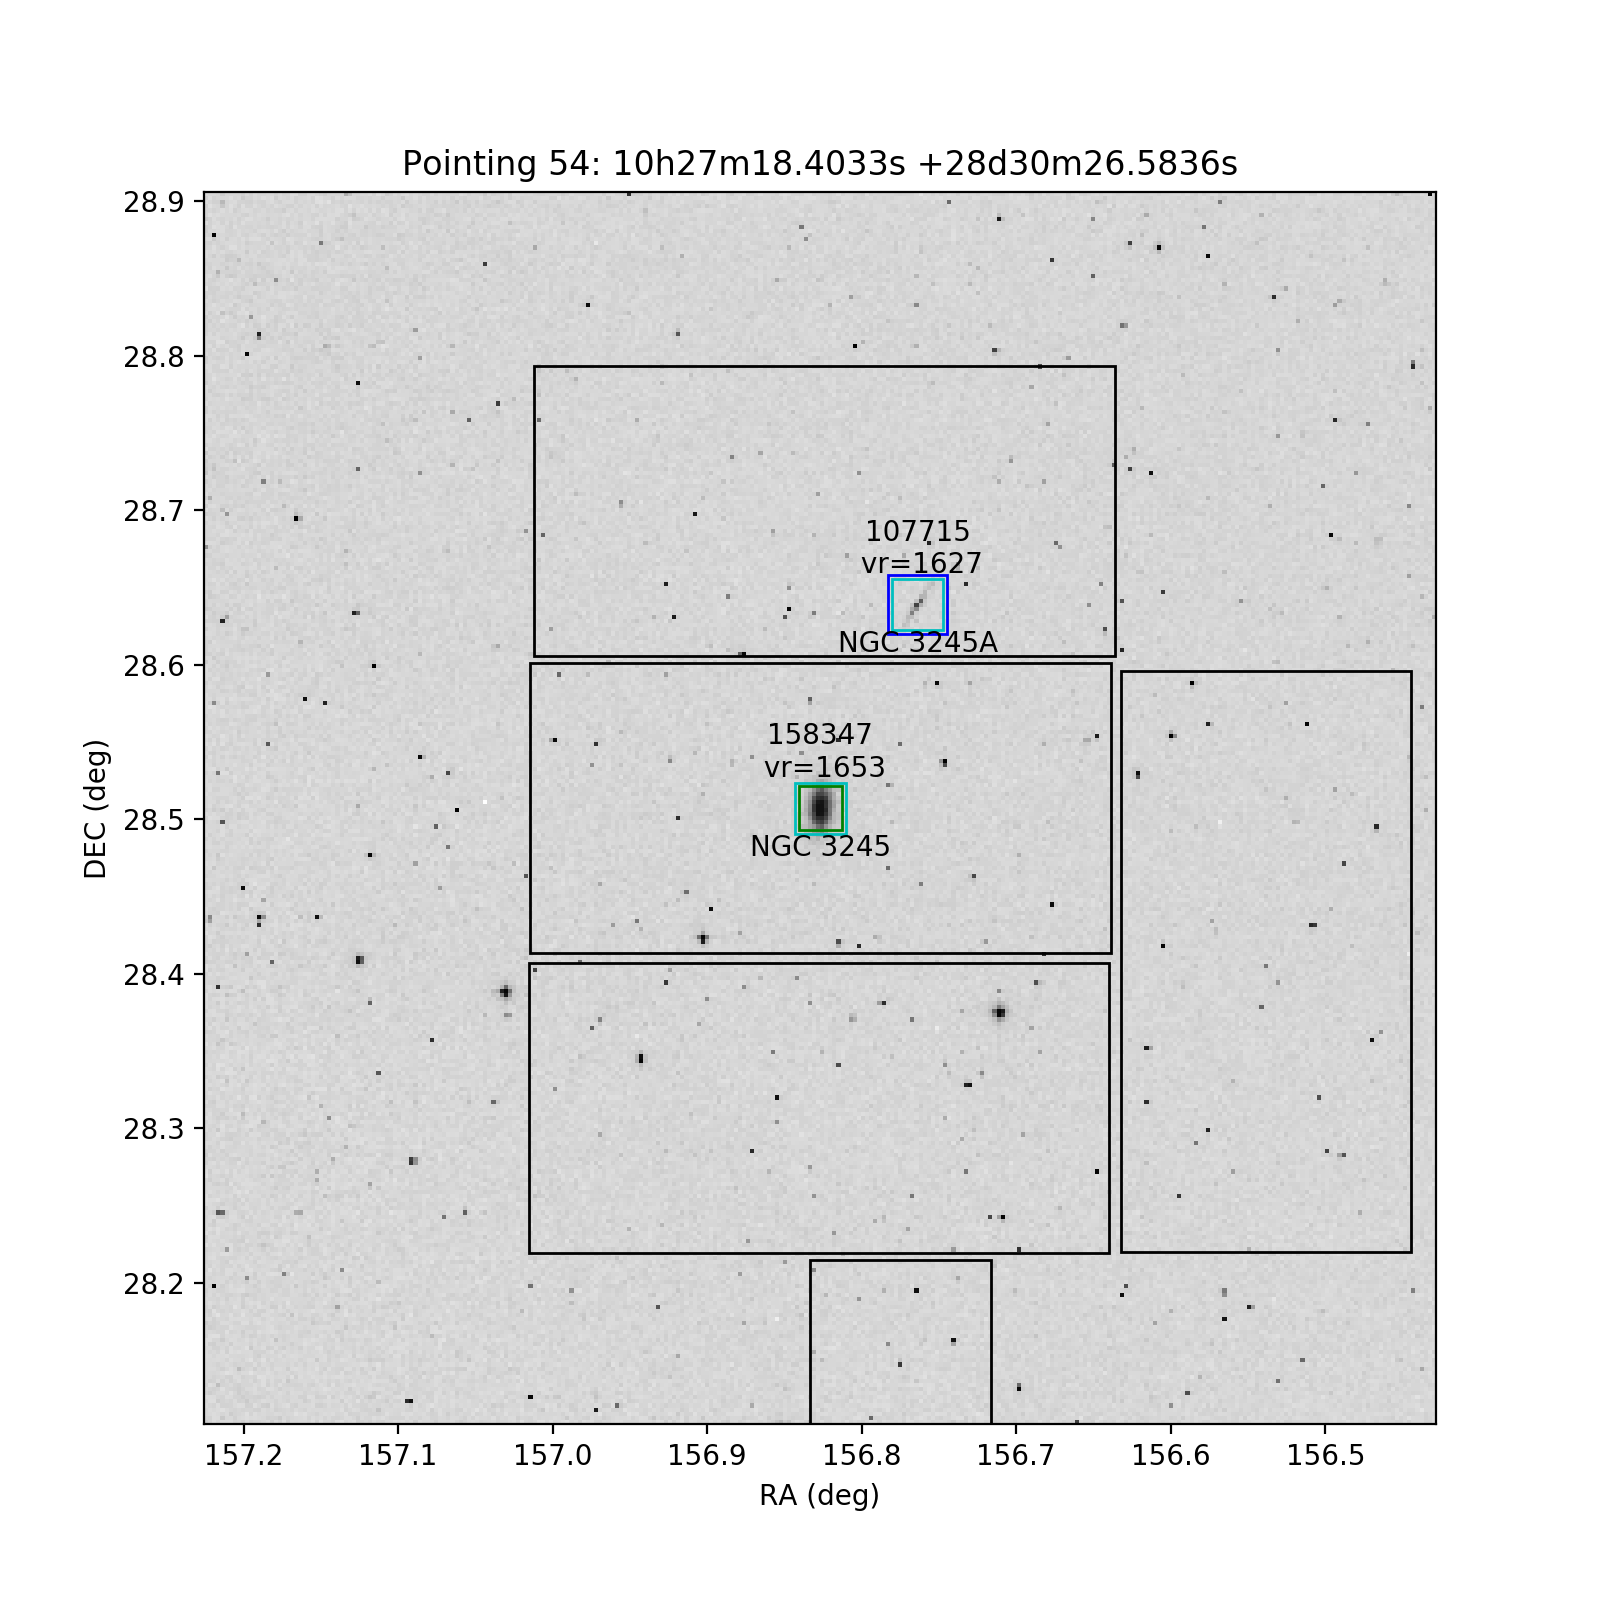 Pointing 54: 10h27m18.4033s +28d30m26.5836s
28.9
28.8
28.7
28.6
28.5
28.4
28.3
28.2
DEC (deg)
107715
vr=1627
NGC 3245A
158347
vr=1653
NGC 3245
157.2
157.1
157.0
156.9
156.8
156.7
156.6
156.5
RA (deg)